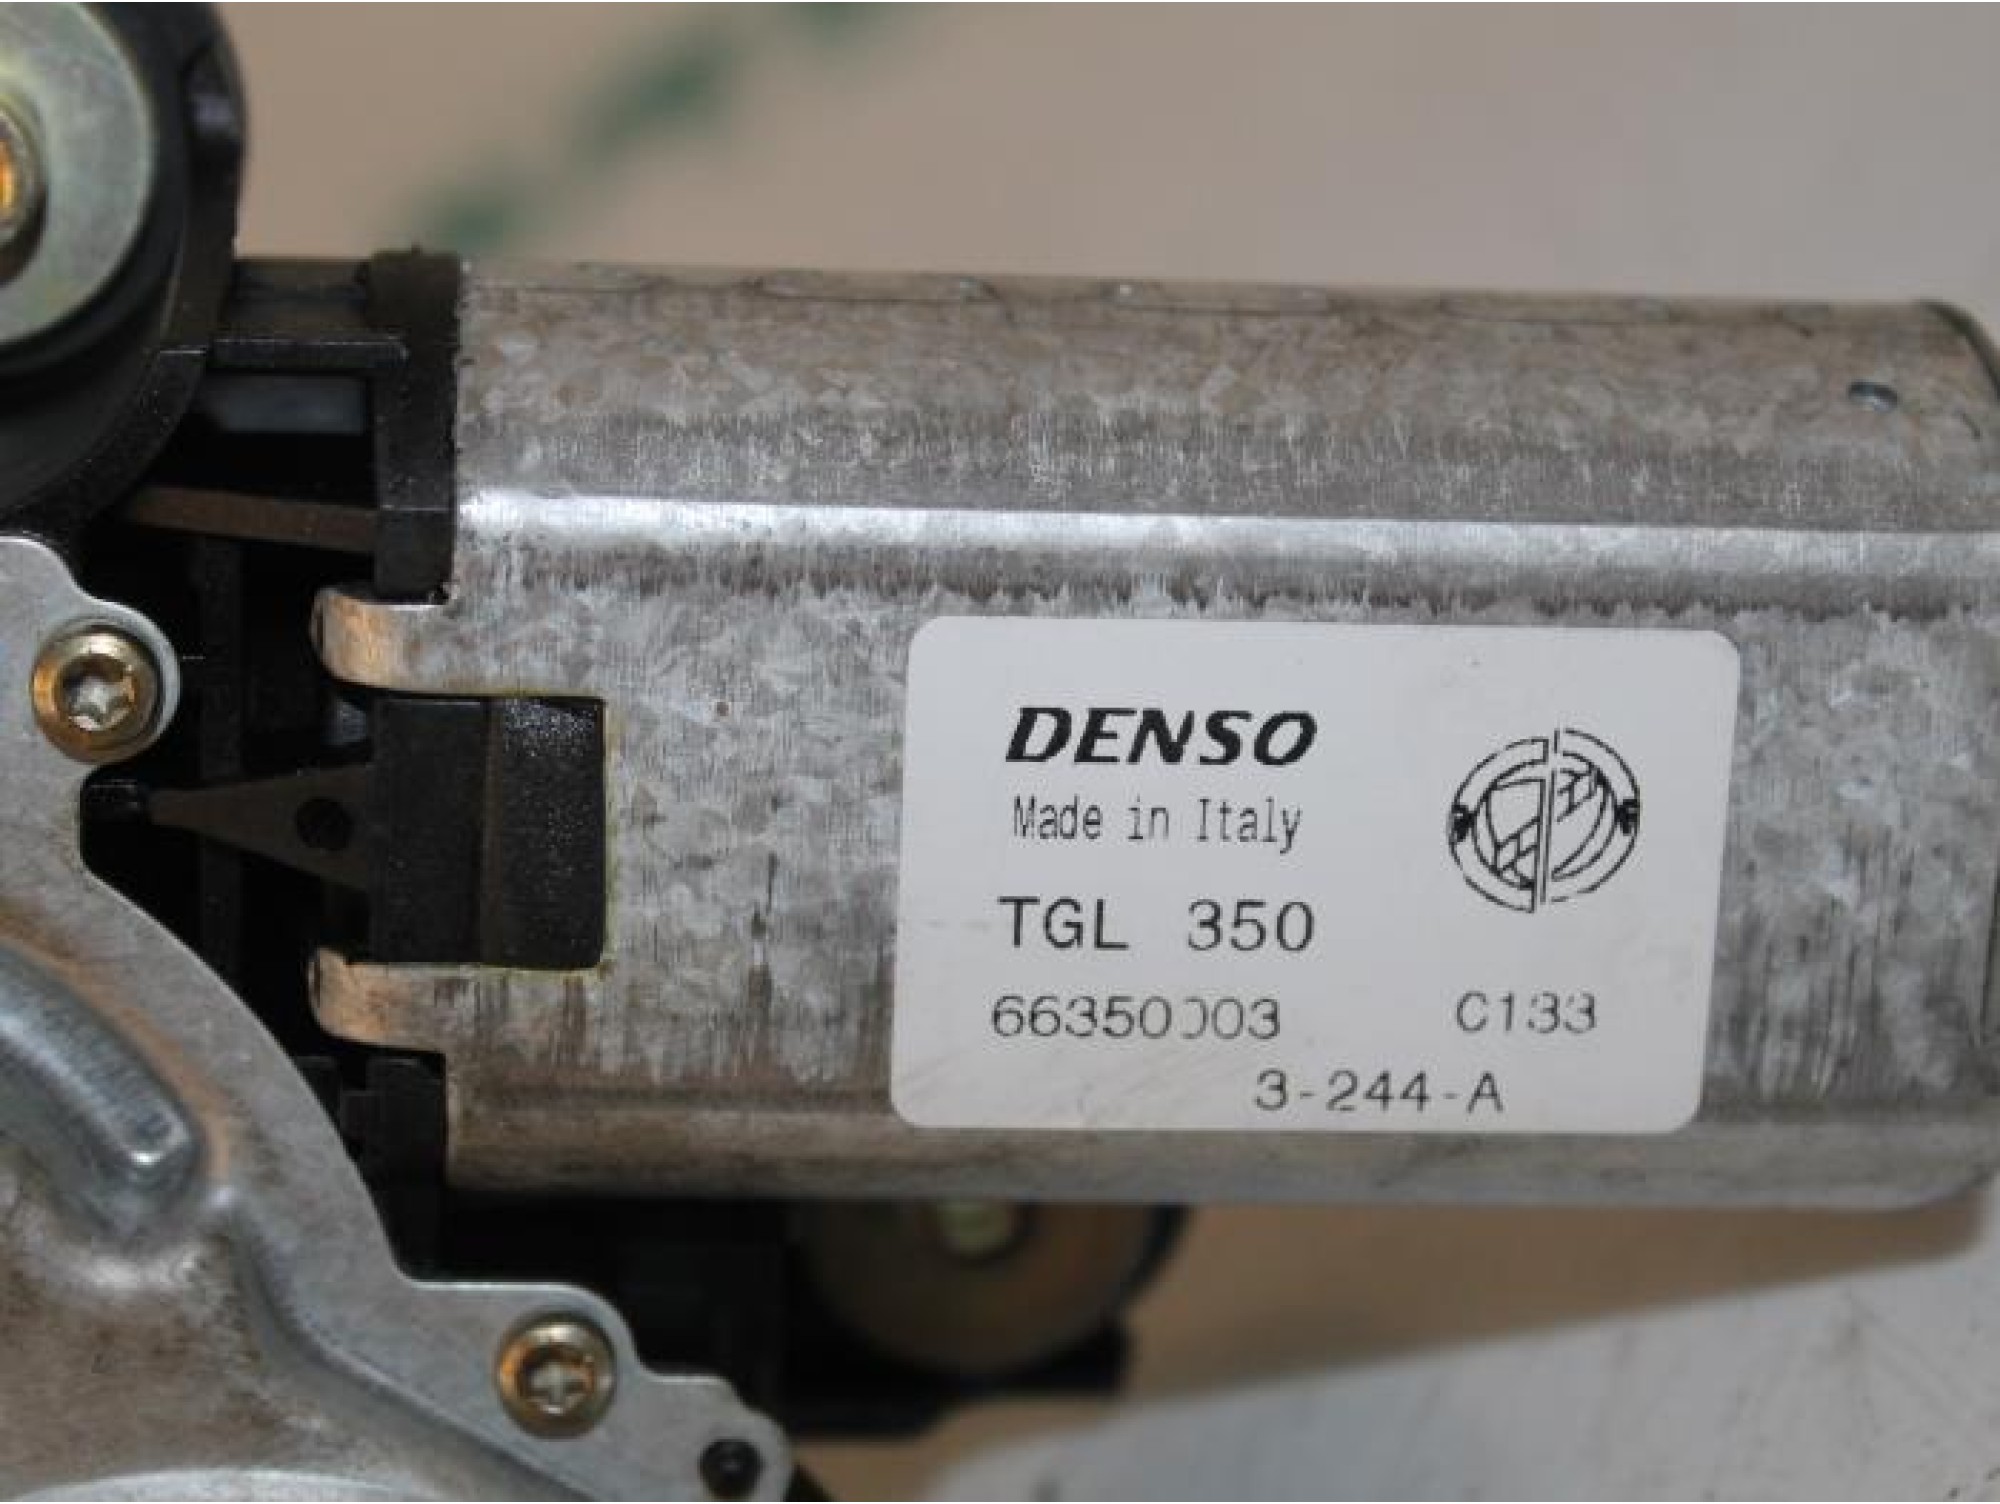 DENSO
Made in Italy
TGL 350
66350003 C133
3-244-A